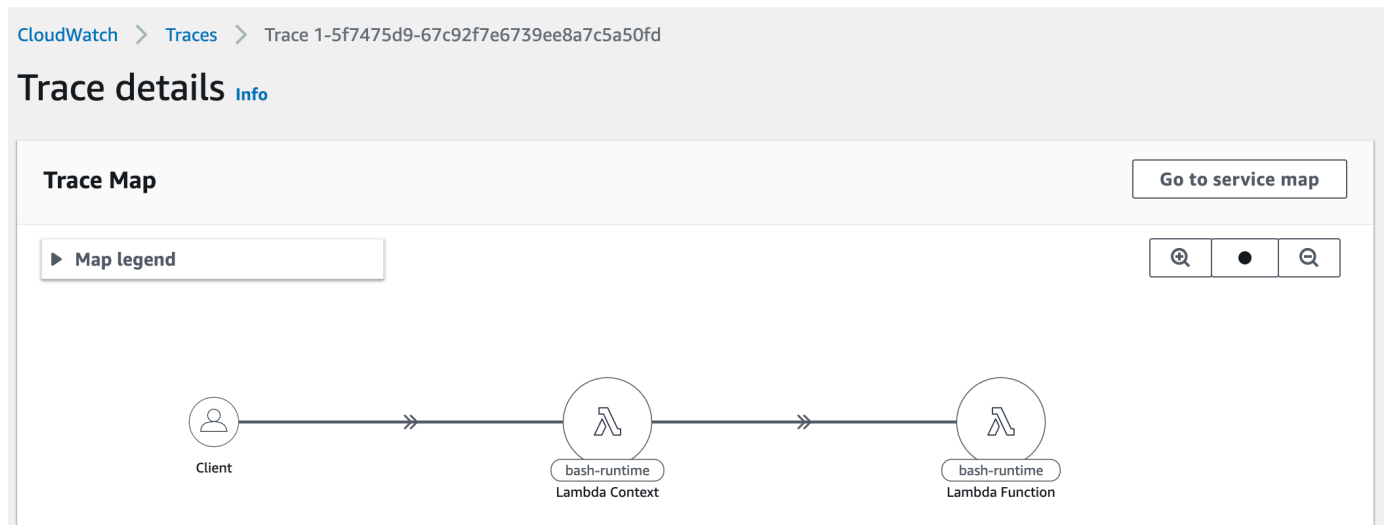 CloudWatch > Traces > Trace 1-5f7475d9-67c92f7e6739ee8a7c5a50fd
Trace details Info
Trace Map
Go to service map
Map legend
Client
bash-runtime
Lambda Context
bash-runtime
Lambda Function